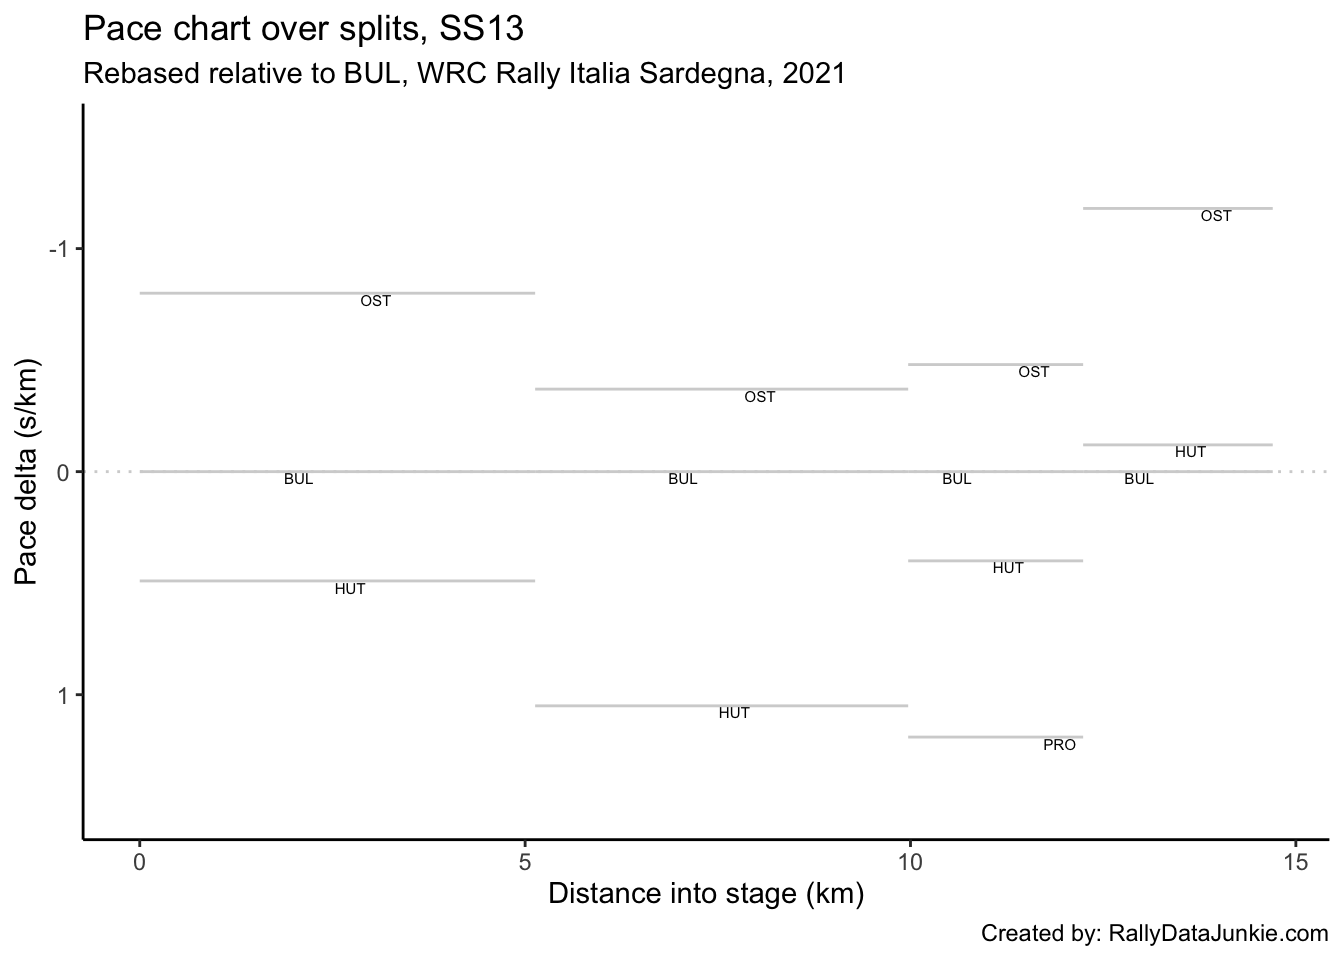 Pace chart over splits, SS13
Rebased relative to BUL, WRC Rally Italia Sardegna, 2021
Pace delta (s/km)
-1
0
1
OST
OST
OST
OST
HUT
BUL
BUL
BUL
BUL
HUT
HUT
HUT
PRO
0
5
10
15
Distance into stage (km)
Created by: RallyDataJunkie.com